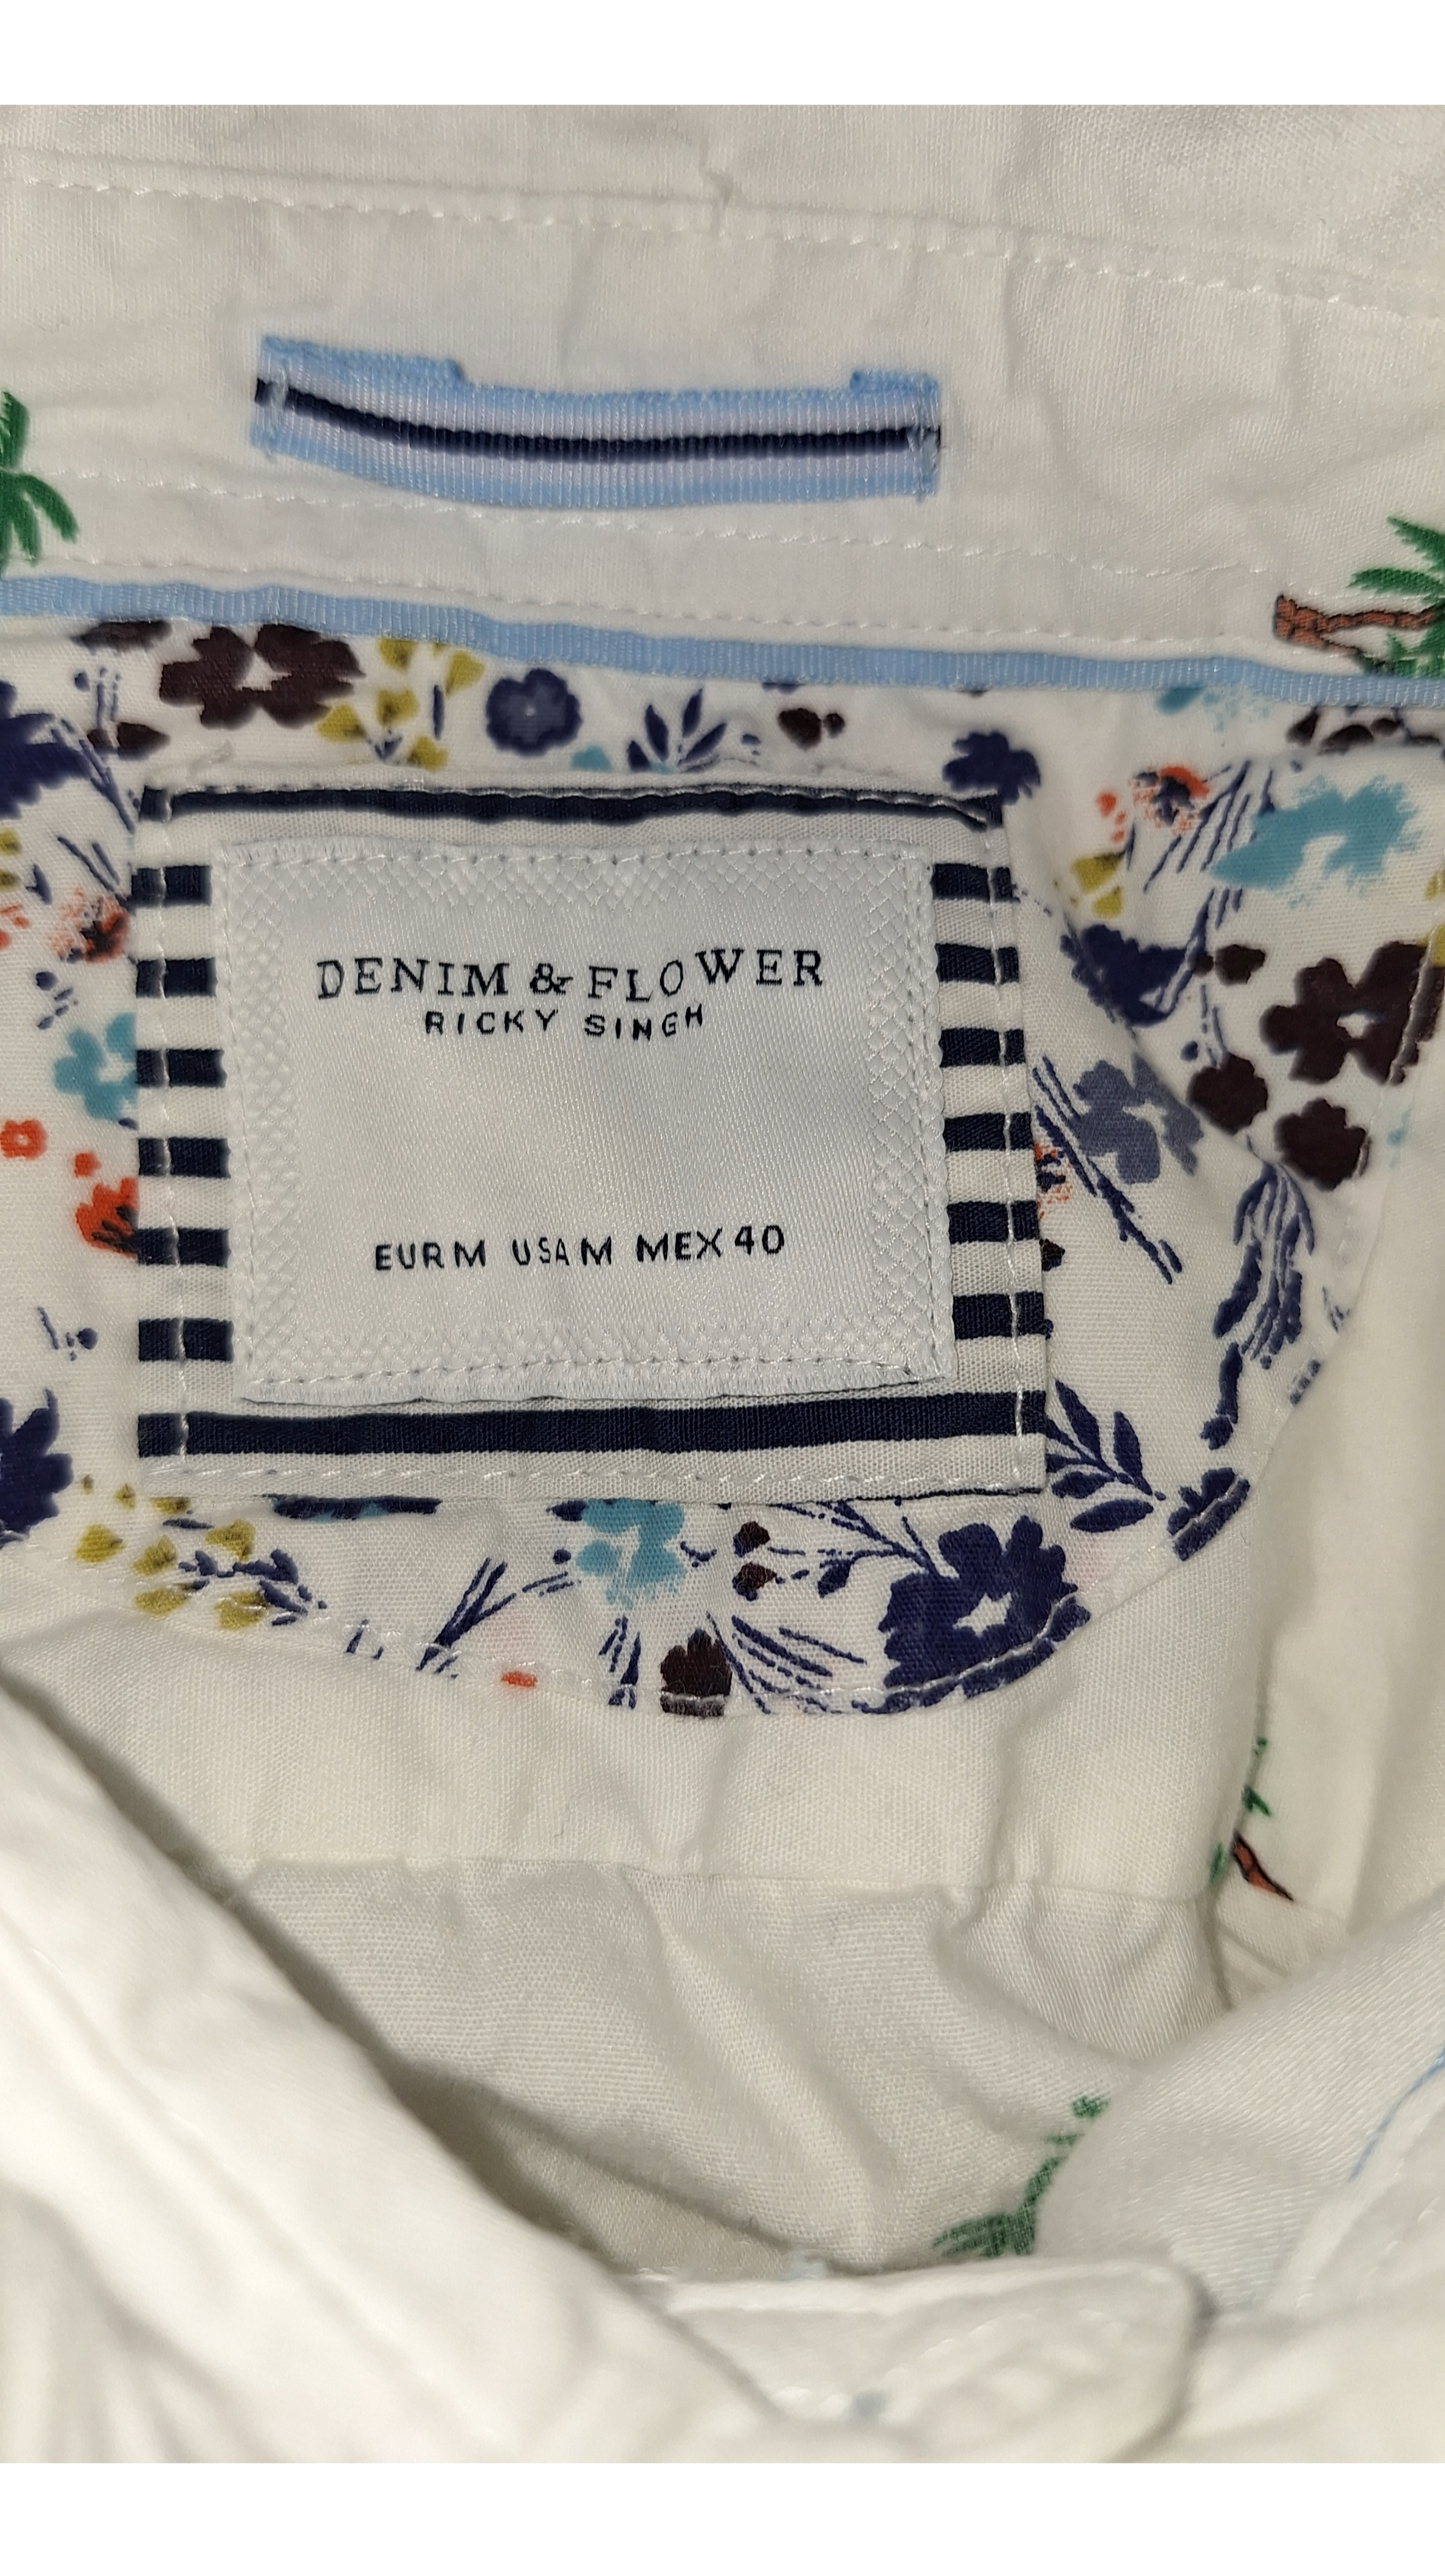 DENIM & FLOWER
RICKY SINGH
EUR M USA M MEX 40